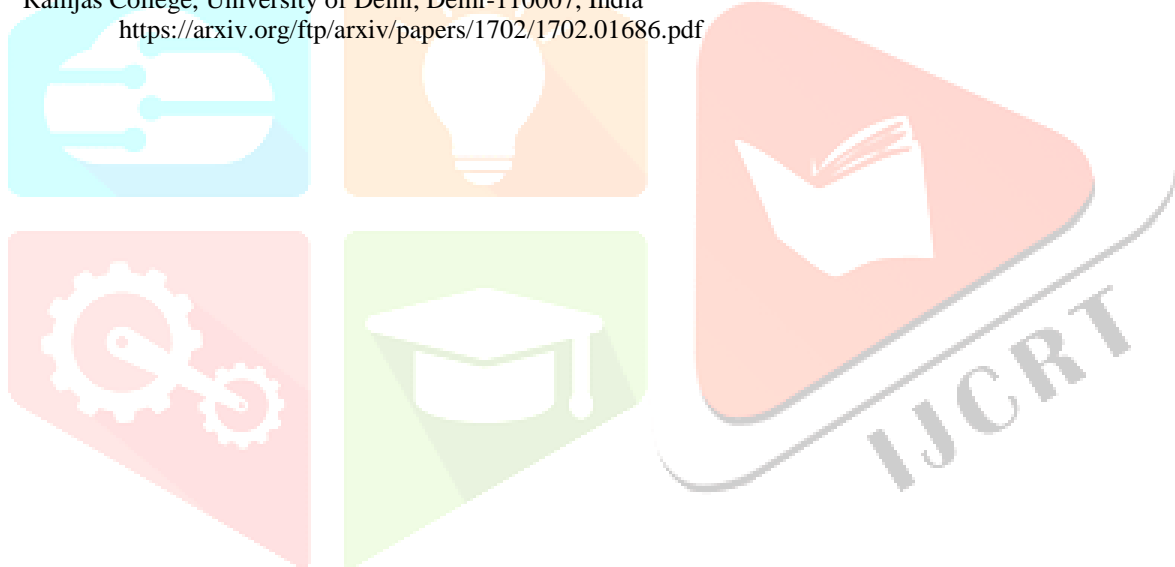 Ramjas College, University of Delhi, Delhi-110007, India
https://arxiv.org/ftp/arxiv/papers/1702/1702.01686.pdf
IJCRT